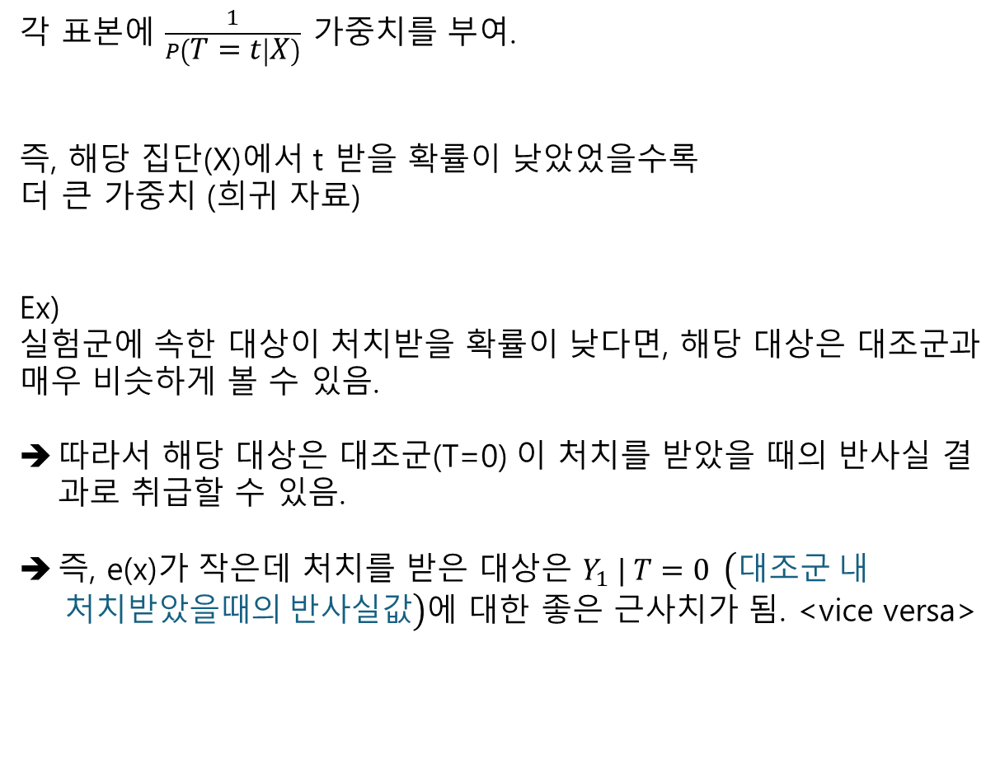 각 표본에 1/P(T = t|X) 가중치를 부여.
즉, 해당 집단(X)에서 t 받을 확률이 낮았었을수록
더 큰 가중치 (희귀 자료)
Ex)
실험군에 속한 대상이 처치받을 확률이 낮다면, 해당 대상은 대조군과
매우 비슷하게 볼 수 있음.
➔ 따라서 해당 대상은 대조군(T=0) 이 처치를 받았을 때의 반사실 결
과로 취급할 수 있음.
➔ 즉, e(x)가 작은데 처치를 받은 대상은 Y₁ | T = 0 (대조군 내
처치받았을때의 반사실값)에 대한 좋은 근사치가 됨. <vice versa>